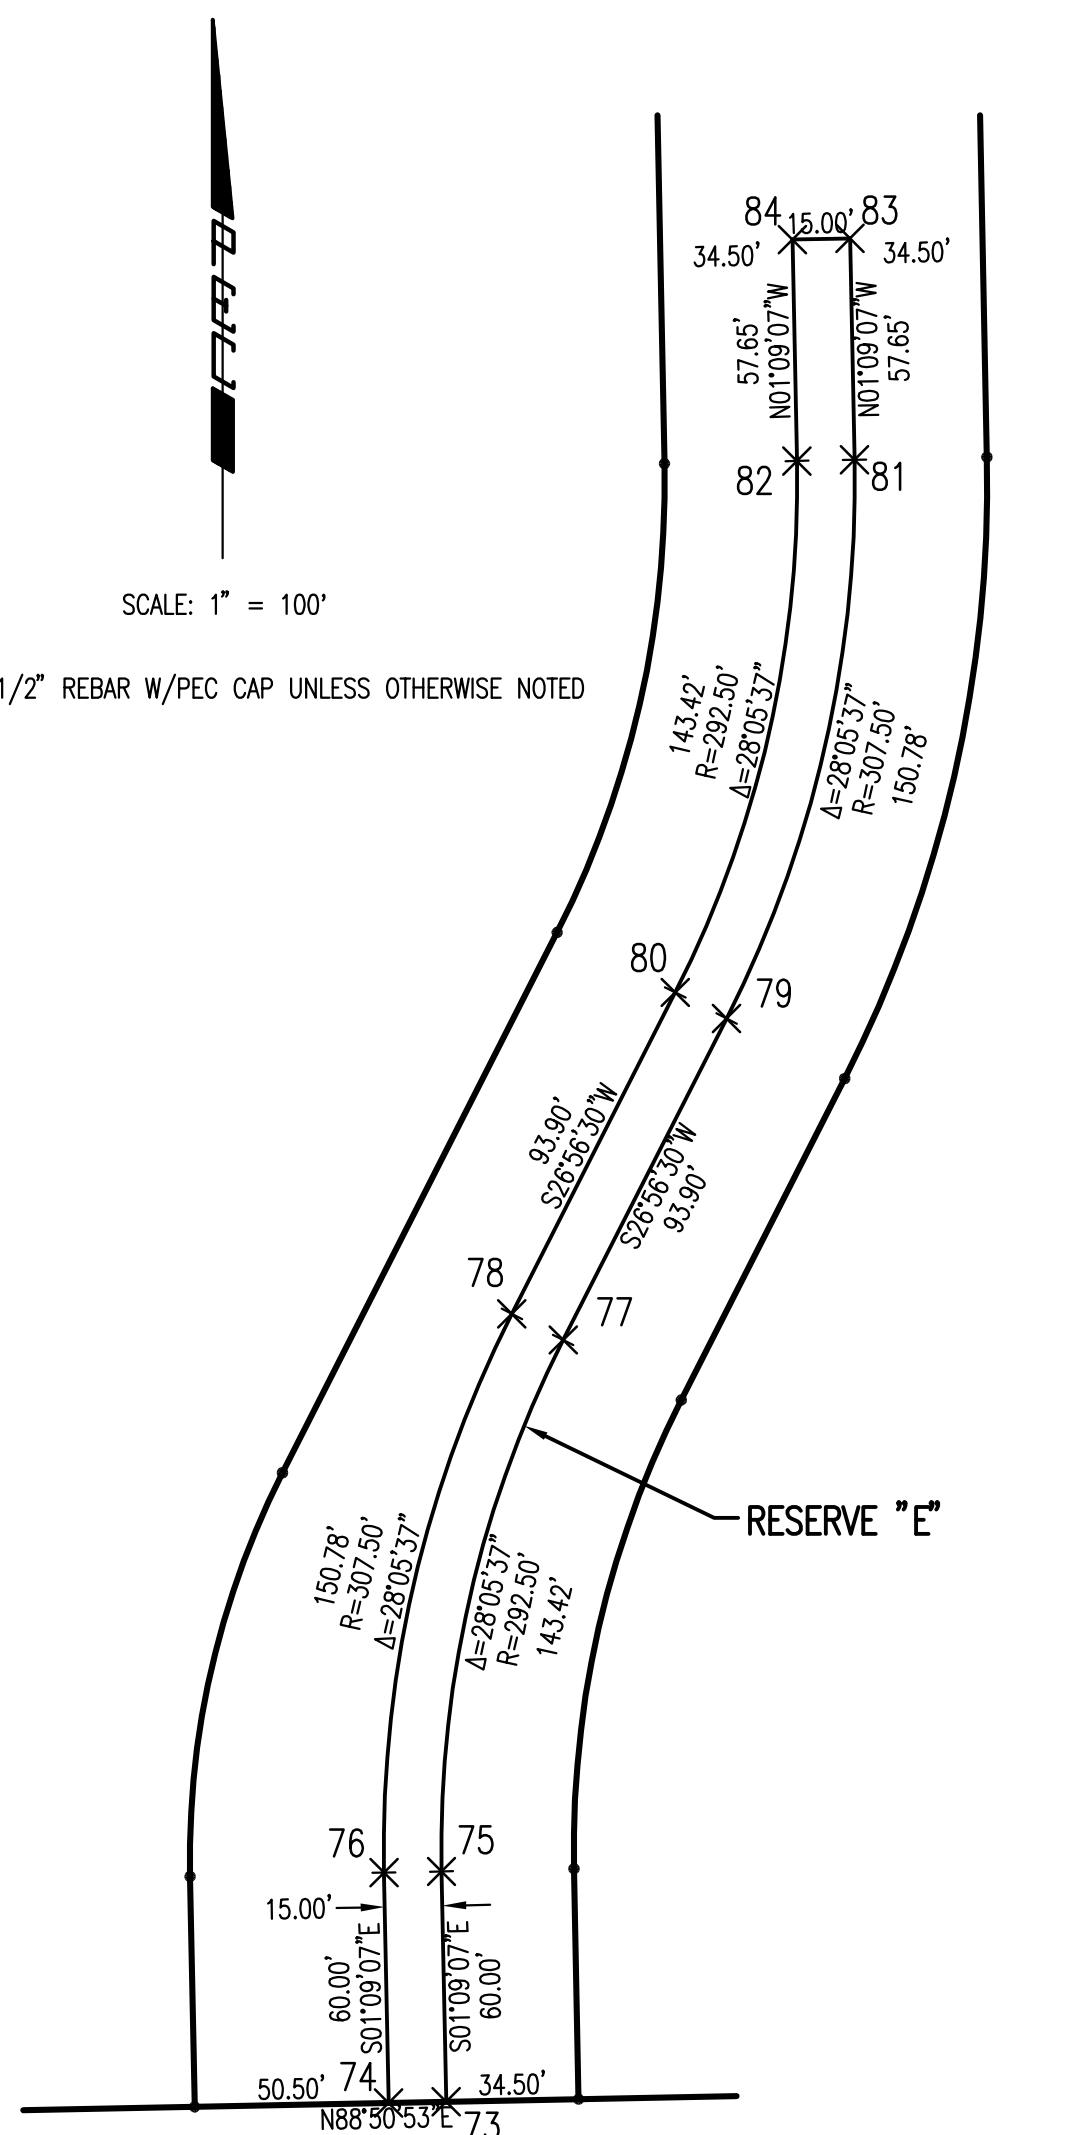 84
15.00'
83
34.50'
34.50'
57.65'
N01°09'07"W
N01°09'07"W
57.65'
82
81
SCALE: 1" = 100'
1/2" REBAR W/PEC CAP UNLESS OTHERWISE NOTED
143.42'
R=292.50'
Δ=28°05'37"
Δ=28°05'37"
R=307.50'
150.78'
80
79
93.90'
S26°56'30"W
S26°56'30"W
93.90'
78
77
RESERVE "E"
150.78'
R=307.50'
Δ=28°05'37"
Δ=28°05'37"
R=292.50'
143.42'
76
75
15.00'
60.00'
S01°09'07"E
S01°09'07"E
60.00'
74
50.50'
34.50'
N88°50'53"E
73